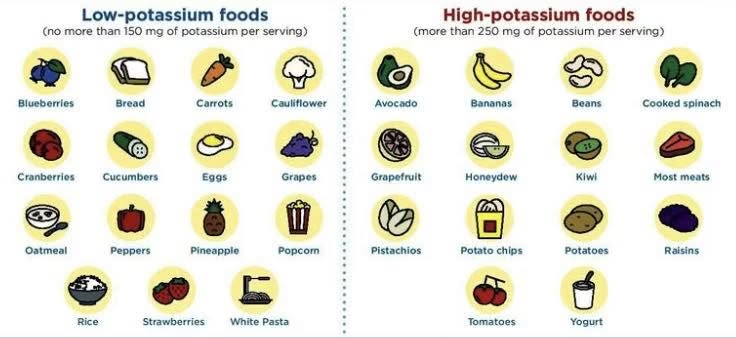 Low-potassium foods
(no more than 150 mg of potassium per serving)
Blueberries
Bread
Carrots
Cauliflower
Cranberries
Cucumbers
Eggs
Grapes
Oatmeal
Peppers
Pineapple
Popcorn
Rice
Strawberries
White Pasta
High-potassium foods
(more than 250 mg of potassium per serving)
Avocado
Bananas
Beans
Cooked spinach
Grapefruit
Honeydew
Kiwi
Most meats
Pistachios
Potato chips
Potatoes
Raisins
Tomatoes
Yogurt